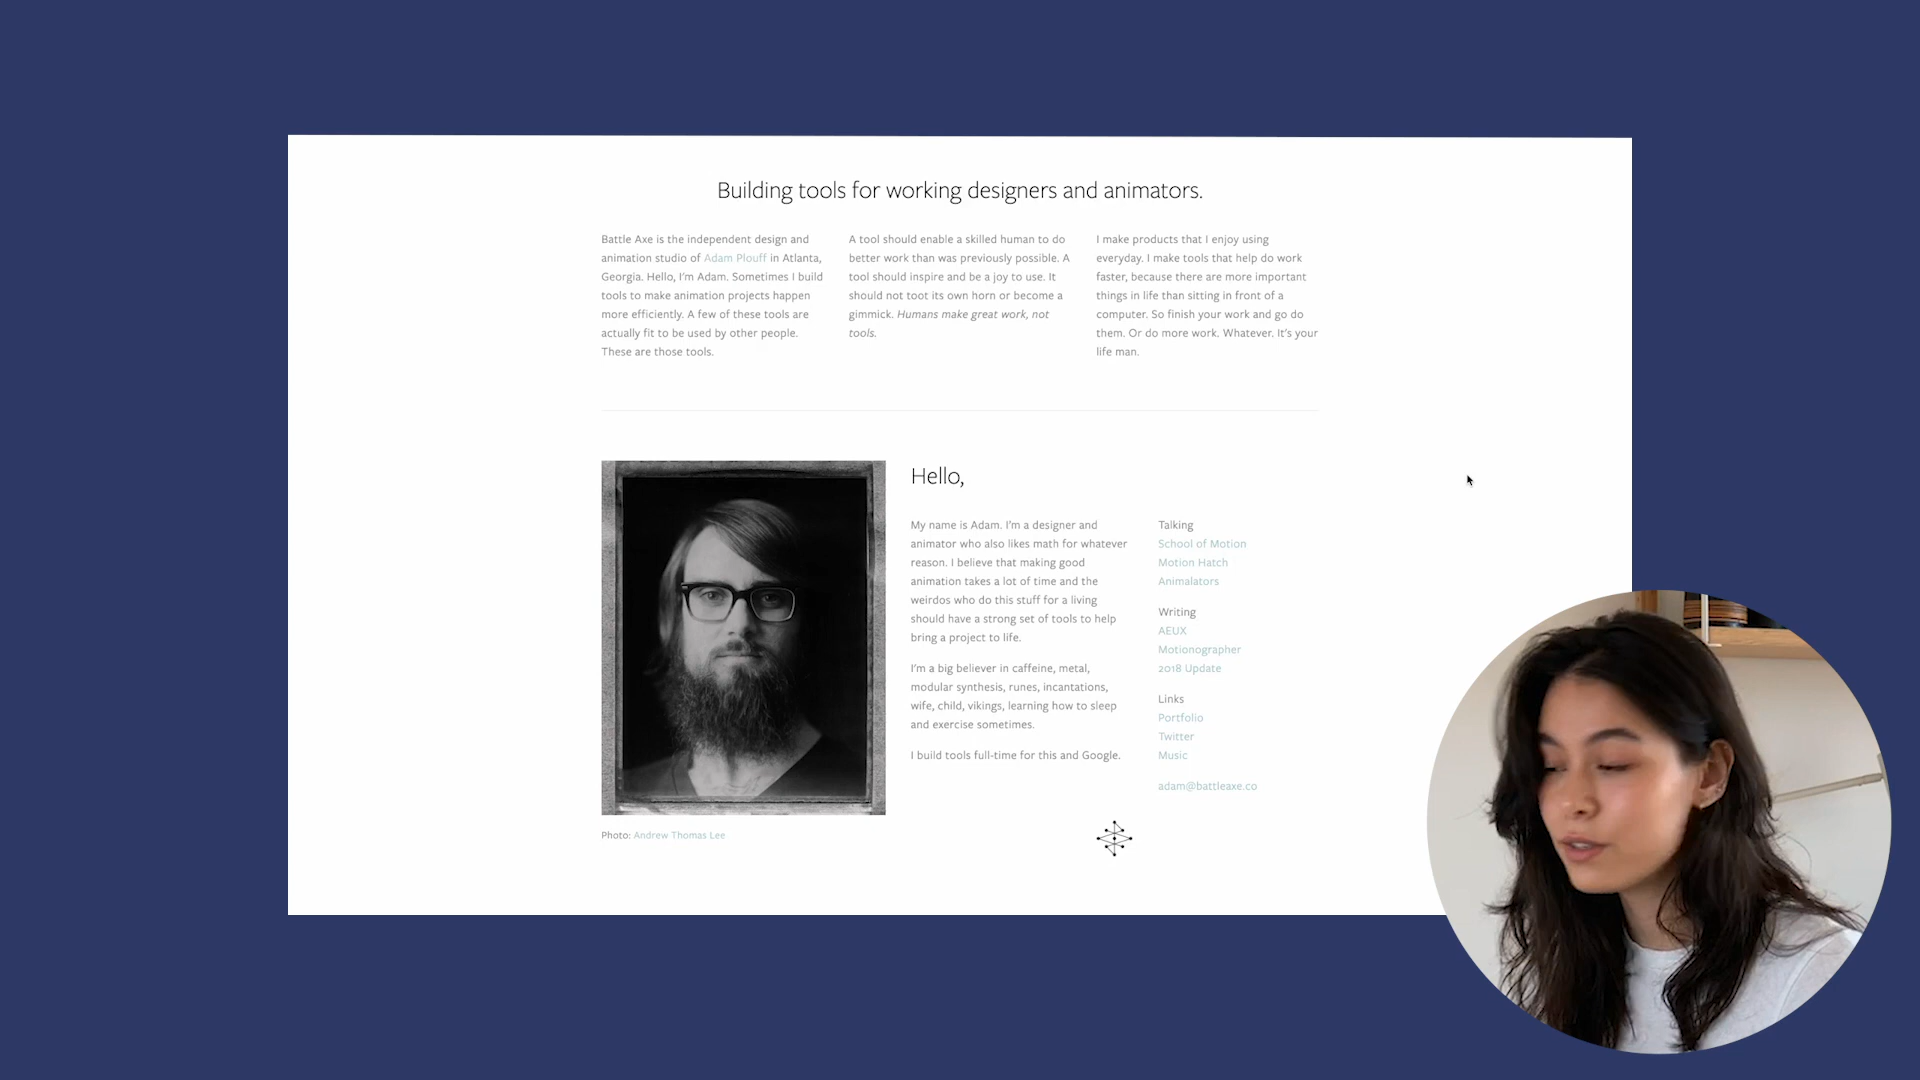 Building tools for working designers and animators.
Battle Axe is the independent design and
animation studio of Adam Plouff in Atlanta,
Georgia. Hello, I'm Adam. Sometimes I build
tools to make animation projects happen
more efficiently. A few of these tools are
actually fit to be used by other people.
These are those tools.
A tool should enable a skilled human to do
better work than was previously possible. A
tool should inspire and be a joy to use. It
should not toot its own horn or become a
gimmick. Humans make great work, not
tools.
I make products that I enjoy using
everyday. I make tools that help do work
faster, because there are more important
things in life than sitting in front of a
computer. So finish your work and go do
them. Or do more work. Whatever. It's your
life man.
Hello,
My name is Adam. I'm a designer and
animator who also likes math for whatever
reason. I believe that making good
animation takes a lot of time and the
weirdos who do this stuff for a living
should have a strong set of tools to help
bring a project to life.
I'm a big believer in caffeine, metal,
modular synthesis, runes, incantations,
wife, child, vikings, learning how to sleep
and exercise sometimes.
I build tools full-time for this and Google.
Talking
School of Motion
Motion Hatch
Animalators
Writing
AEUX
Motionographer
2018 Update
Links
Portfolio
Twitter
Music
adam@battleaxe.co
Photo: Andrew Thomas Lee